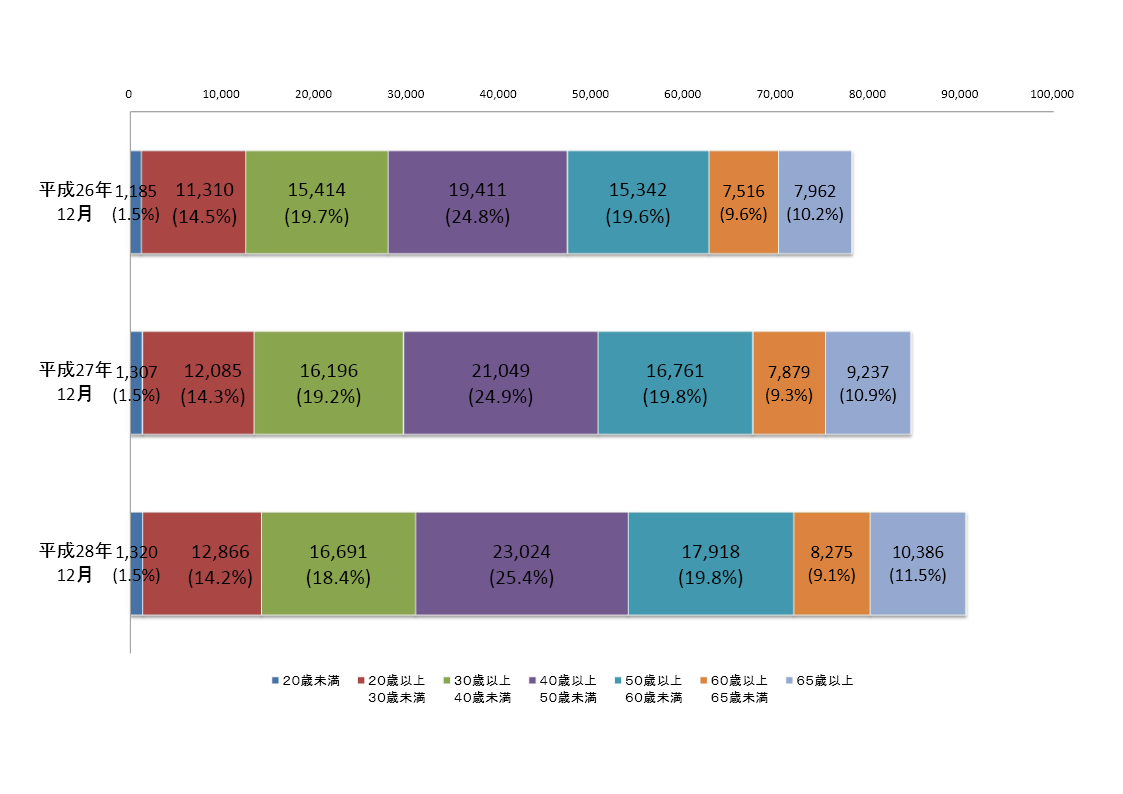 0 10,000 20,000 30,000 40,000 50,000 60,000 70,000 80,000 90,000 100,000
平成26年 1,185 11,310 15,414 19,411 15,342 7,516 7,962
12月 (1.5%) (14.5%) (19.7%) (24.8%) (19.6%) (9.6%) (10.2%)
平成27年 1,307 12,085 16,196 21,049 16,761 7,879 9,237
12月 (1.5%) (14.3%) (19.2%) (24.9%) (19.8%) (9.3%) (10.9%)
平成28年 1,320 12,866 16,691 23,024 17,918 8,275 10,386
12月 (1.5%) (14.2%) (18.4%) (25.4%) (19.8%) (9.1%) (11.5%)
20歳未満 20歳以上 30歳以上 40歳以上 50歳以上 60歳以上 65歳以上
30歳未満 40歳未満 50歳未満 60歳未満 65歳未満